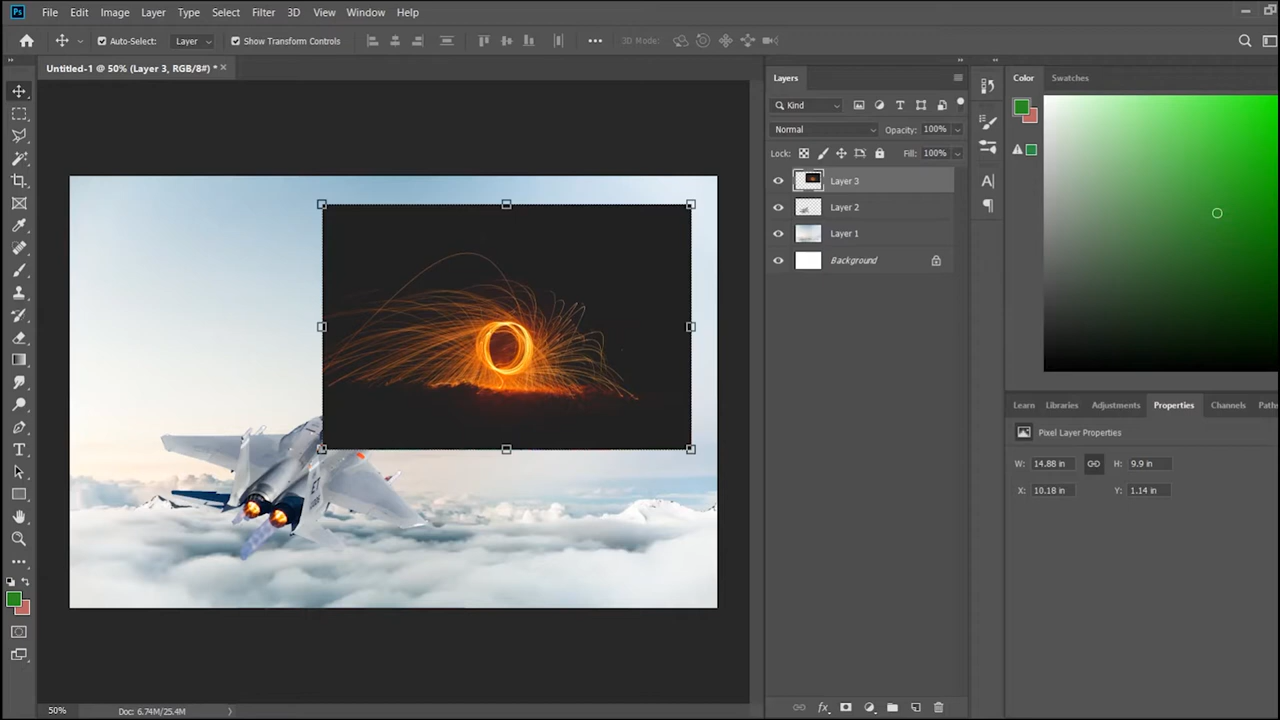 Ps File Edit Image Layer Type Select Filter 3D View Window Help
Auto-Select: Layer Show Transform Controls 3D Mode:
Untitled-1 @ 50% (Layer 3, RGB/8#) *
Layers
Kind
Normal Opacity: 100%
Lock: Fill: 100%
Layer 3
Layer 2
Layer 1
Background
Color Swatches
Learn Libraries Adjustments Properties Channels Path
Pixel Layer Properties
W: 14.88 in H: 9.9 in
X: 10.18 in Y: 1.14 in
ET
50% Doc: 6.74M/25.4M